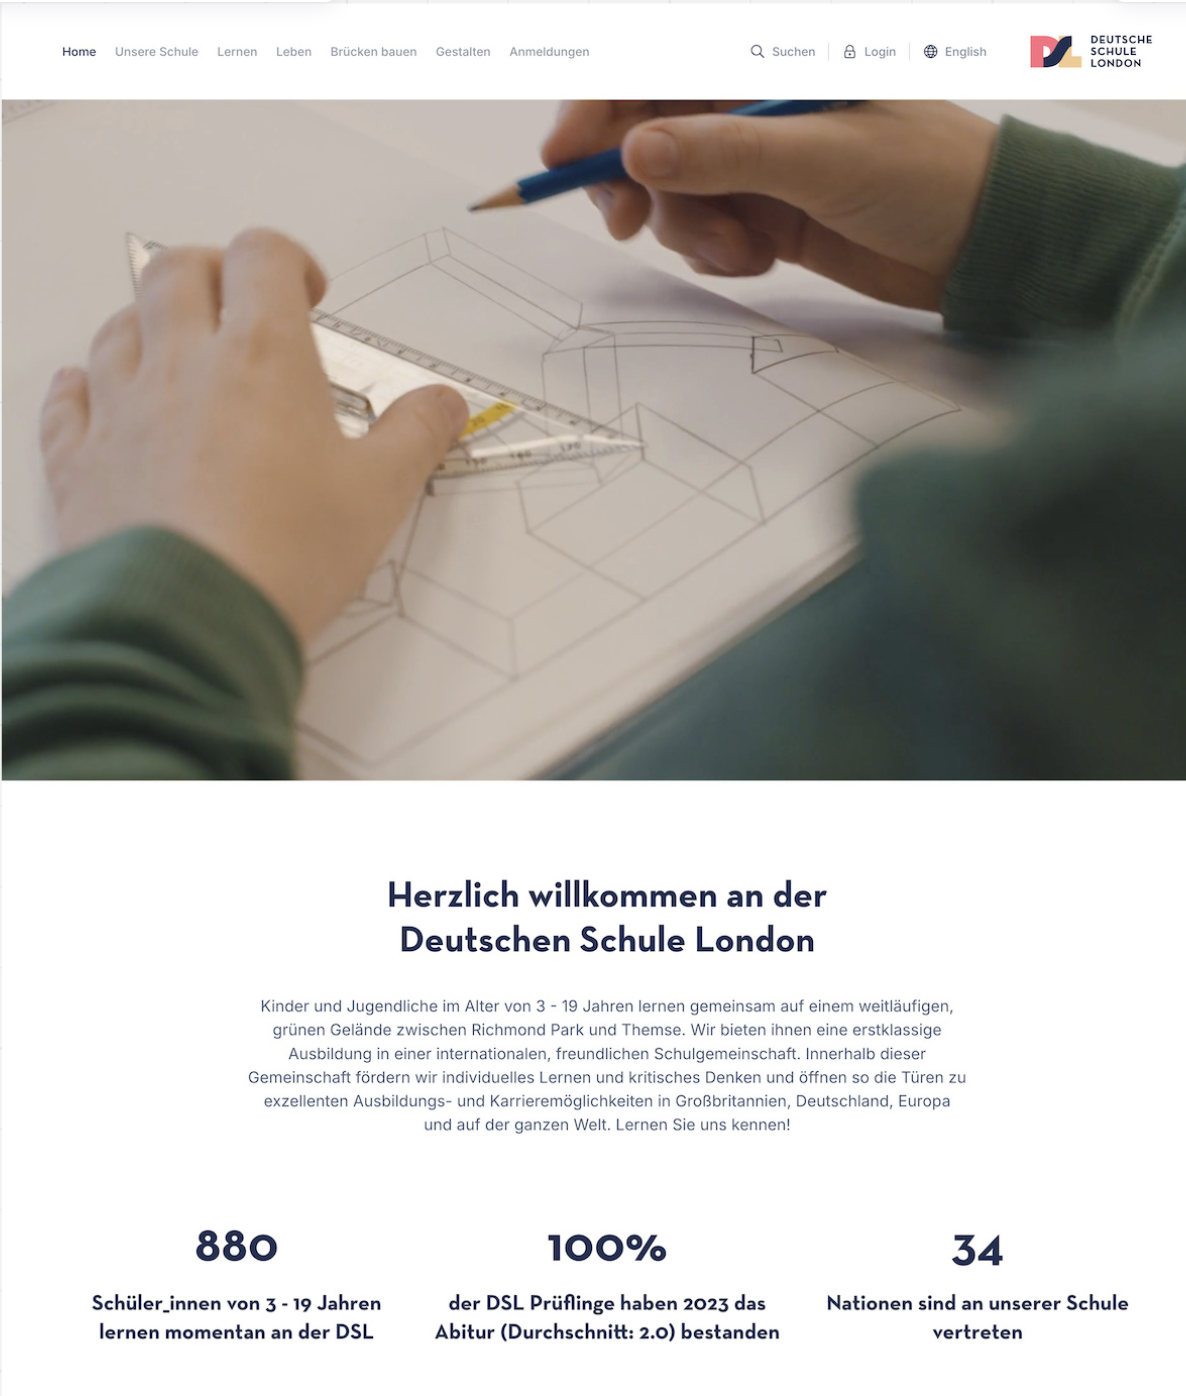 Home Unsere Schule Lernen Leben Brücken bauen Gestalten Anmeldungen Suchen Login English
DEUTSCHE
SCHULE
LONDON
Herzlich willkommen an der
Deutschen Schule London
Kinder und Jugendliche im Alter von 3 - 19 Jahren lernen gemeinsam auf einem weitläufigen,
grünen Gelände zwischen Richmond Park und Themse. Wir bieten ihnen eine erstklassige
Ausbildung in einer internationalen, freundlichen Schulgemeinschaft. Innerhalb dieser
Gemeinschaft fördern wir individuelles Lernen und kritisches Denken und öffnen so die Türen zu
exzellenten Ausbildungs- und Karrieremöglichkeiten in Großbritannien, Deutschland, Europa
und auf der ganzen Welt. Lernen Sie uns kennen!
880
Schüler_innen von 3 - 19 Jahren
lernen momentan an der DSL
100%
der DSL Prüflinge haben 2023 das
Abitur (Durchschnitt: 2.0) bestanden
34
Nationen sind an unserer Schule
vertreten